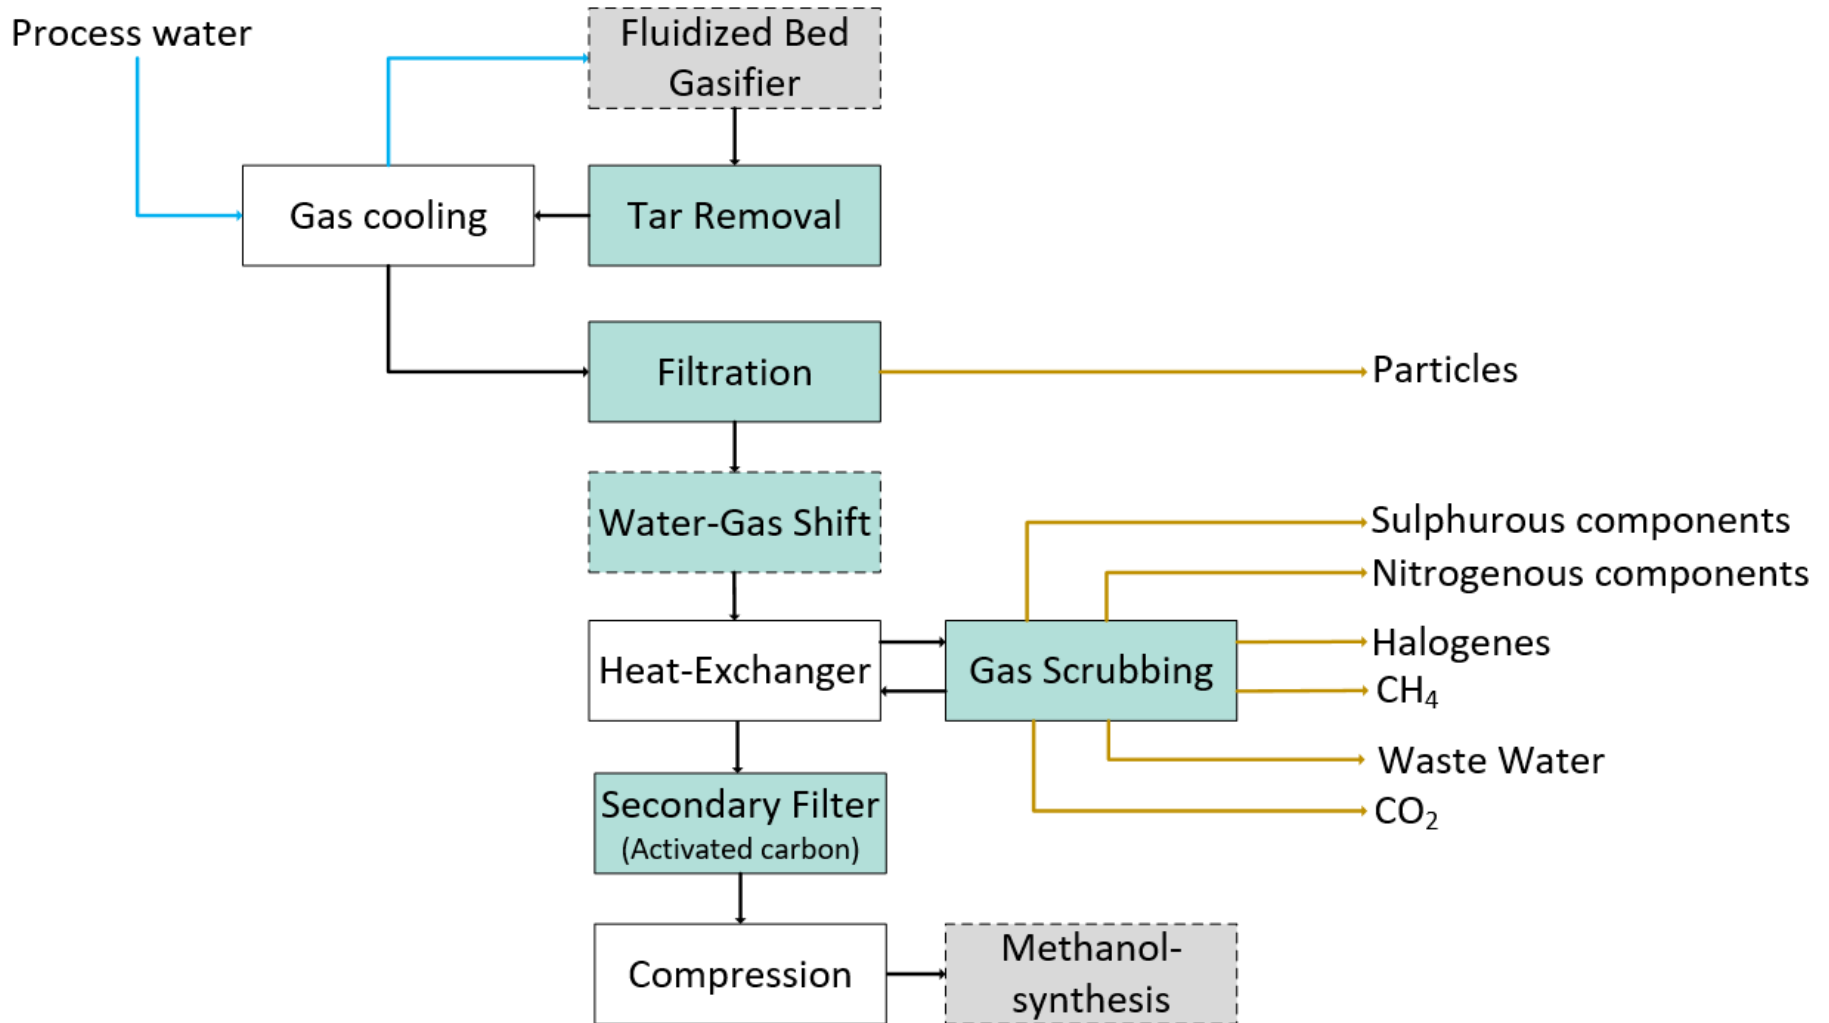 Process water
Fluidized Bed
Gasifier
Gas cooling
Tar Removal
Filtration
Particles
Water-Gas Shift
Sulphurous components
Nitrogenous components
Heat-Exchanger
Gas Scrubbing
Halogenes
CH₄
Waste Water
CO₂
Secondary Filter
(Activated carbon)
Compression
Methanol-
synthesis